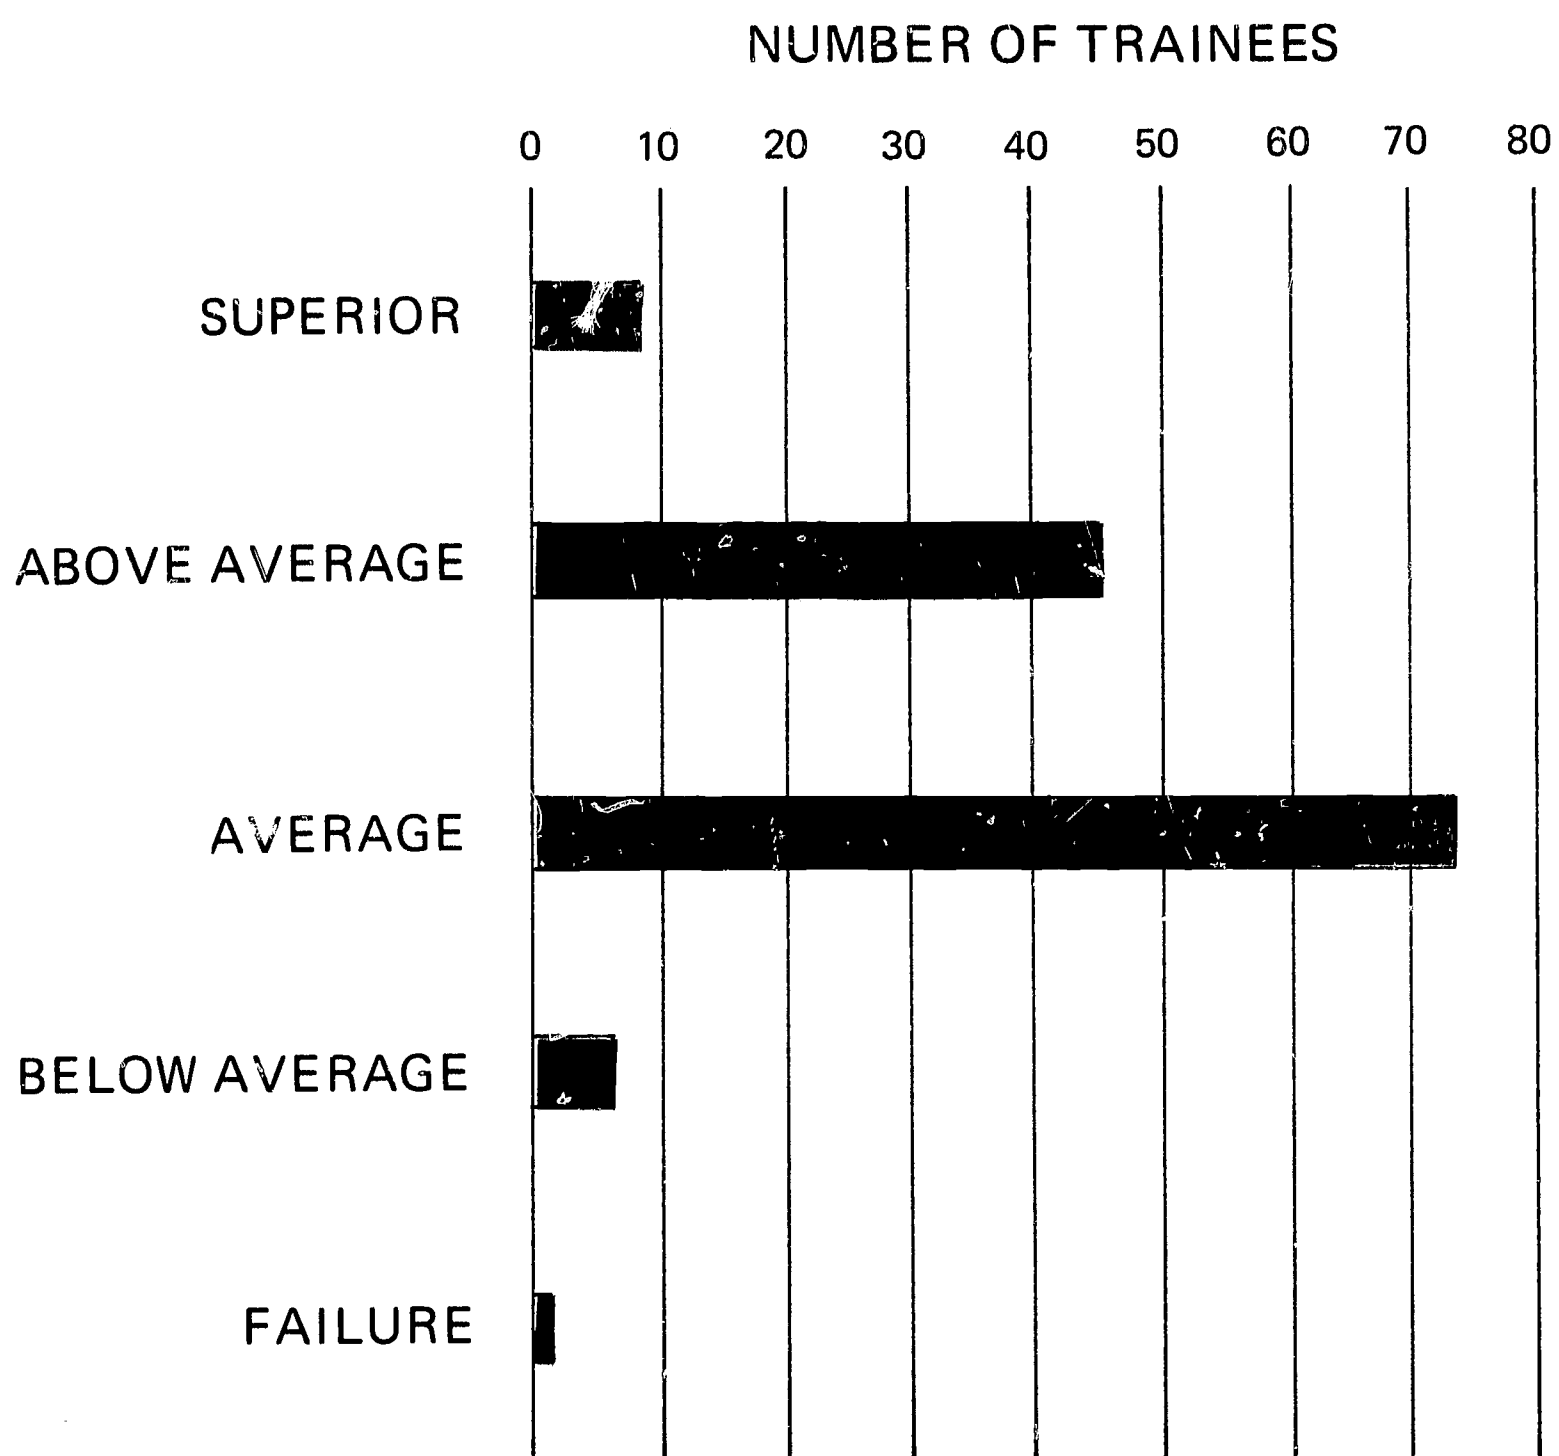 NUMBER OF TRAINEES
0 10 20 30 40 50 60 70 80
SUPERIOR
ABOVE AVERAGE
AVERAGE
BELOW AVERAGE
FAILURE